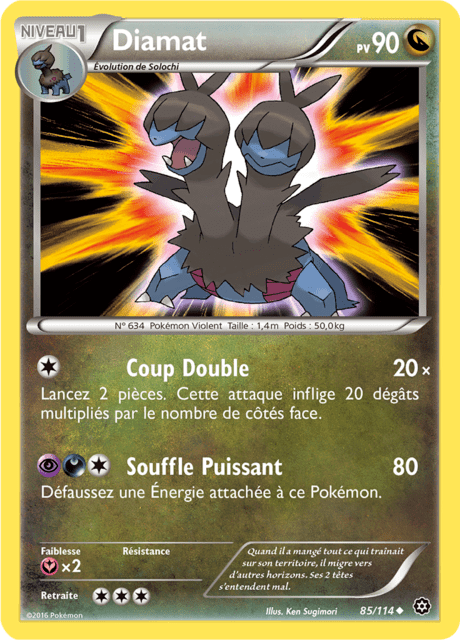 NIVEAU 1
Diamat
PV 90
Évolution de Solochi
N° 634 Pokémon Violent Taille : 1,4m Poids : 50,0kg
Coup Double 20×
Lancez 2 pièces. Cette attaque inflige 20 dégâts
multipliés par le nombre de côtés face.
Souffle Puissant 80
Défaussez une Énergie attachée à ce Pokémon.
Faiblesse Résistance
×2
Retraite
Quand il a mangé tout ce qui traînait
sur son territoire, il migre vers
d'autres horizons. Ses 2 têtes
s'entendent mal.
©2016 Pokémon
Illus. Ken Sugimori
85/114